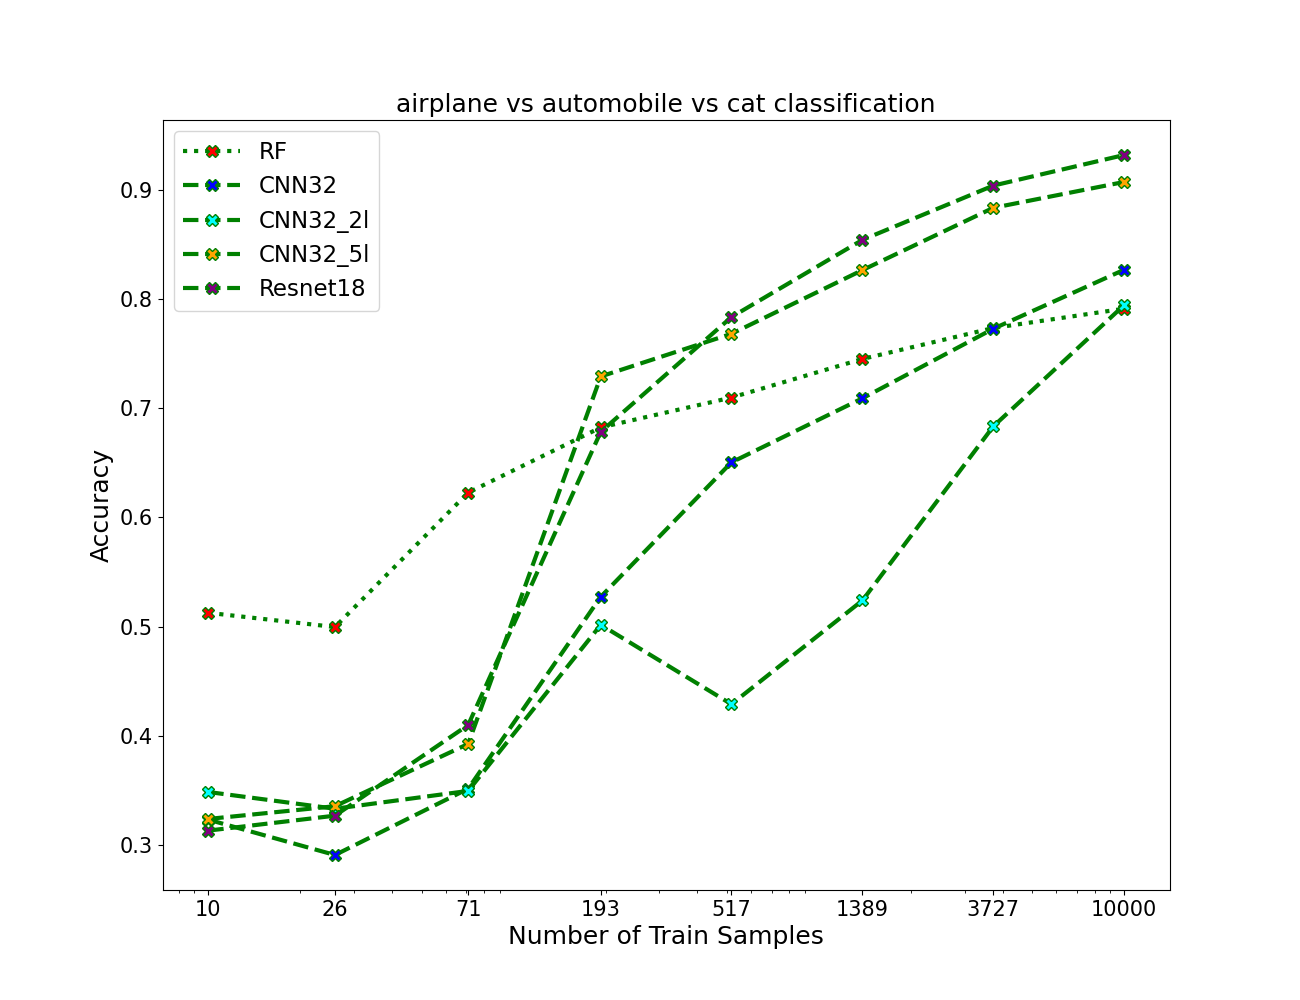 airplane vs automobile vs cat classification
RF
CNN32
CNN32_2l
CNN32_5l
Resnet18
0.9
0.8
0.7
0.6
0.5
0.4
0.3
Accuracy
10 26 71 193 517 1389 3727 10000
Number of Train Samples